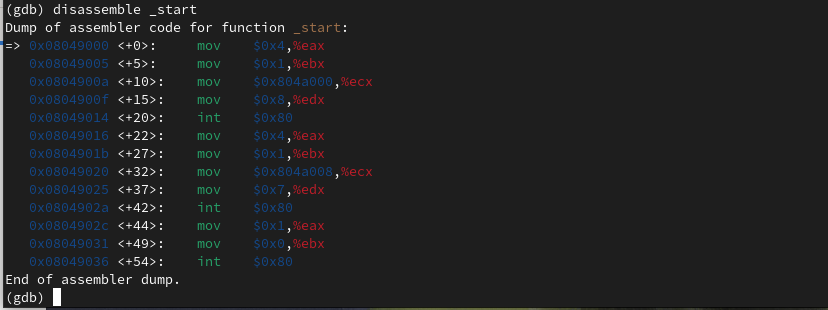 (gdb) disassemble _start
Dump of assembler code for function _start:
=> 0x08049000 <+0>:     mov    $0x4,%eax
   0x08049005 <+5>:     mov    $0x1,%ebx
   0x0804900a <+10>:    mov    $0x804a000,%ecx
   0x0804900f <+15>:    mov    $0x8,%edx
   0x08049014 <+20>:    int    $0x80
   0x08049016 <+22>:    mov    $0x4,%eax
   0x0804901b <+27>:    mov    $0x1,%ebx
   0x08049020 <+32>:    mov    $0x804a008,%ecx
   0x08049025 <+37>:    mov    $0x7,%edx
   0x0804902a <+42>:    int    $0x80
   0x0804902c <+44>:    mov    $0x1,%eax
   0x08049031 <+49>:    mov    $0x0,%ebx
   0x08049036 <+54>:    int    $0x80
End of assembler dump.
(gdb)